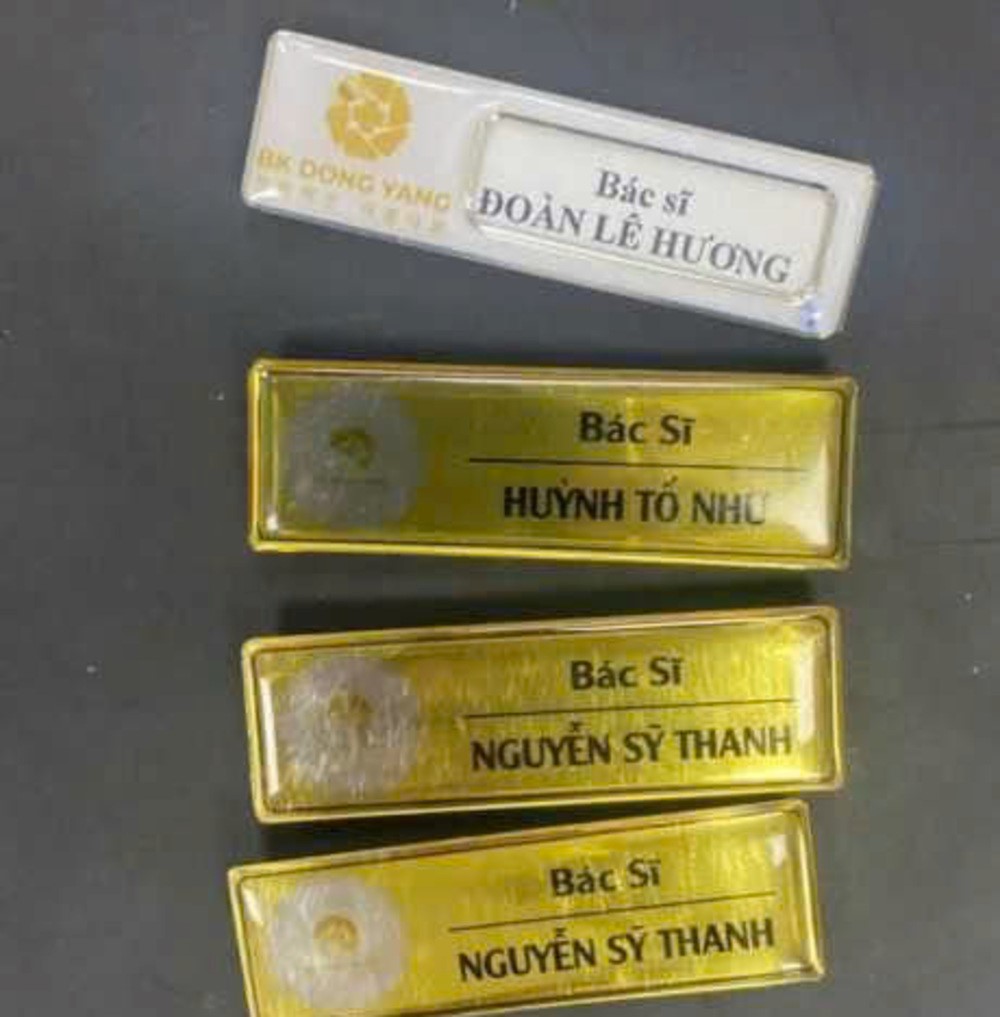 BK DONG YANG
Bác sĩ
ĐOÀN LÊ HƯƠNG
Bác Sĩ
HUỲNH TỐ NHƯ
Bác Sĩ
NGUYỄN SỸ THANH
Bác Sĩ
NGUYỄN SỸ THANH